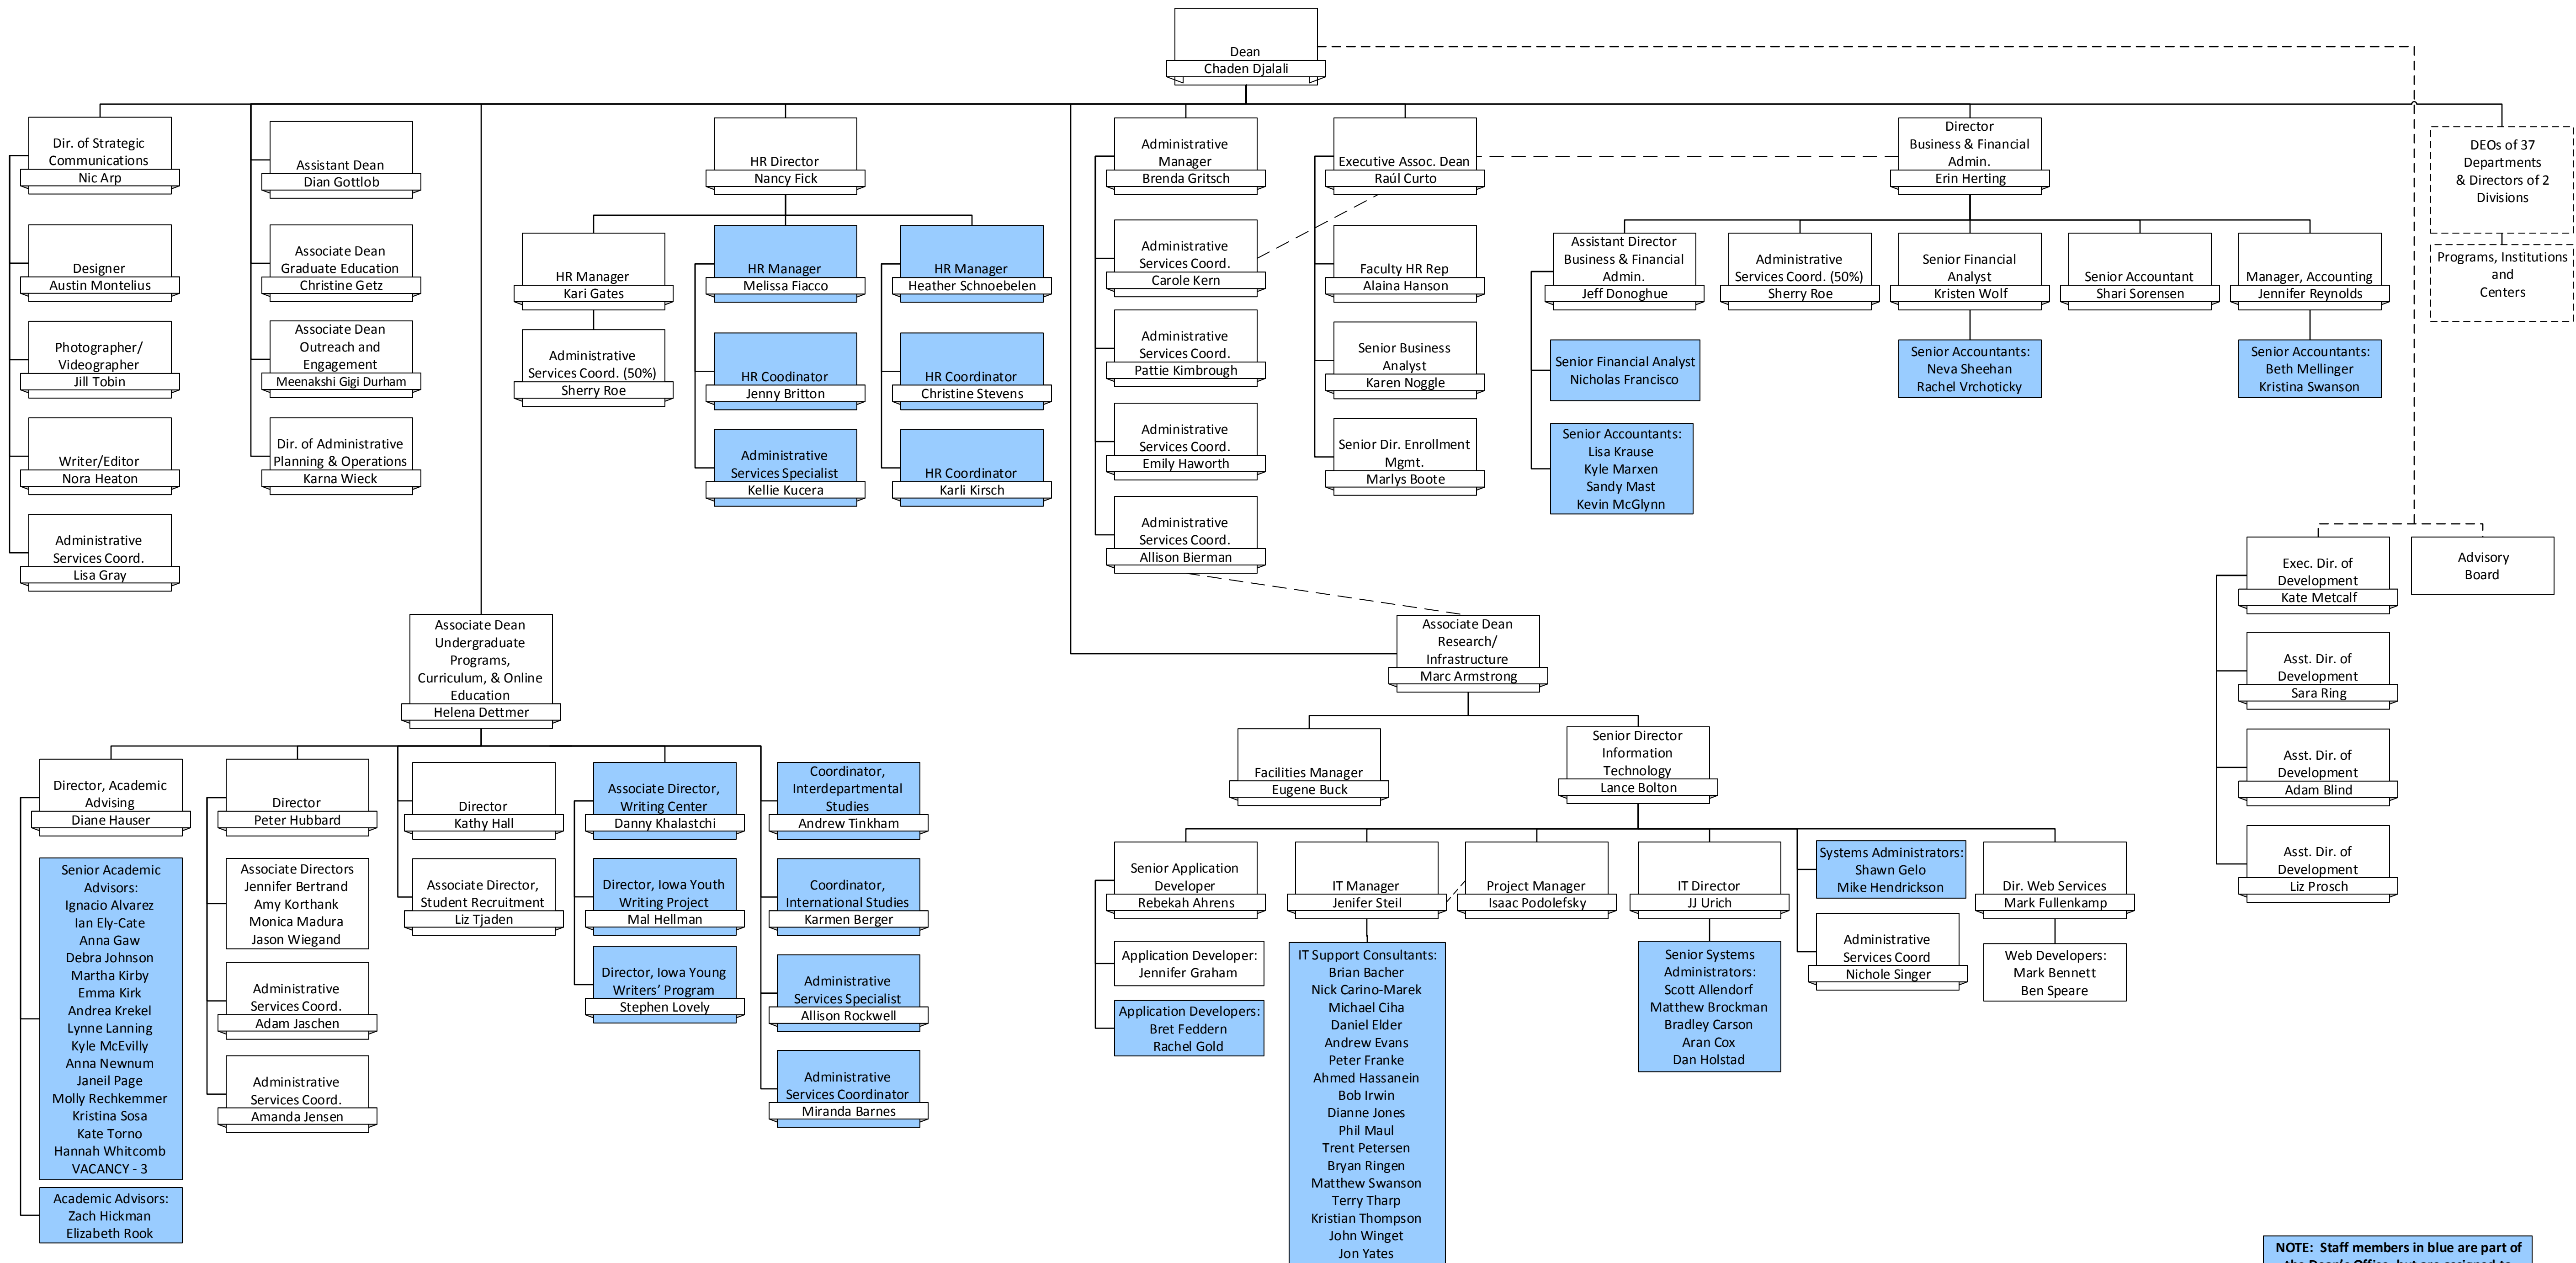 Dean
Chaden Djalali
Dir. of Strategic
Communications
Nic Arp
Designer
Austin Montelius
Photographer/
Videographer
Jill Tobin
Writer/Editor
Nora Heaton
Administrative
Services Coord.
Lisa Gray
Assistant Dean
Dian Gottlob
Associate Dean
Graduate Education
Christine Getz
Associate Dean
Outreach and
Engagement
Meenakshi Gigi Durham
Dir. of Administrative
Planning & Operations
Karna Wieck
HR Director
Nancy Fick
HR Manager
Kari Gates
Administrative
Services Coord. (50%)
Sherry Roe
HR Manager
Melissa Fiacco
HR Coodinator
Jenny Britton
Administrative
Services Specialist
Kellie Kucera
HR Manager
Heather Schnoebelen
HR Coordinator
Christine Stevens
HR Coordinator
Karli Kirsch
Administrative
Manager
Brenda Gritsch
Administrative
Services Coord.
Carole Kern
Administrative
Services Coord.
Pattie Kimbrough
Administrative
Services Coord.
Emily Haworth
Administrative
Services Coord.
Allison Bierman
Executive Assoc. Dean
Raúl Curto
Faculty HR Rep
Alaina Hanson
Senior Business
Analyst
Karen Noggle
Senior Dir. Enrollment
Mgmt.
Marlys Boote
Director
Business & Financial
Admin.
Erin Herting
Assistant Director
Business & Financial
Admin.
Jeff Donoghue
Senior Financial Analyst
Nicholas Francisco
Senior Accountants:
Lisa Krause
Kyle Marxen
Sandy Mast
Kevin McGlynn
Administrative
Services Coord. (50%)
Sherry Roe
Senior Financial
Analyst
Kristen Wolf
Senior Accountants:
Neva Sheehan
Rachel Vrchoticky
Senior Accountant
Shari Sorensen
Manager, Accounting
Jennifer Reynolds
Senior Accountants:
Beth Mellinger
Kristina Swanson
DEOs of 37
Departments
& Directors of 2
Divisions
Programs, Institutions
and
Centers
Exec. Dir. of
Development
Kate Metcalf
Advisory
Board
Asst. Dir. of
Development
Sara Ring
Asst. Dir. of
Development
Adam Blind
Asst. Dir. of
Development
Liz Prosch
Associate Dean
Undergraduate
Programs,
Curriculum, & Online
Education
Helena Dettmer
Director, Academic
Advising
Diane Hauser
Senior Academic
Advisors:
Ignacio Alvarez
Ian Ely-Cate
Anna Gaw
Debra Johnson
Martha Kirby
Emma Kirk
Andrea Krekel
Lynne Lanning
Kyle McEvilly
Anna Newnum
Janeil Page
Molly Rechkemmer
Kristina Sosa
Kate Torno
Hannah Whitcomb
VACANCY - 3
Academic Advisors:
Zach Hickman
Elizabeth Rook
Director
Peter Hubbard
Associate Directors
Jennifer Bertrand
Amy Korthank
Monica Madura
Jason Wiegand
Administrative
Services Coord.
Adam Jaschen
Administrative
Services Coord.
Amanda Jensen
Director
Kathy Hall
Associate Director,
Student Recruitment
Liz Tjaden
Associate Director,
Writing Center
Danny Khalastchi
Director, Iowa Youth
Writing Project
Mal Hellman
Director, Iowa Young
Writers’ Program
Stephen Lovely
Coordinator,
Interdepartmental
Studies
Andrew Tinkham
Coordinator,
International Studies
Karmen Berger
Administrative
Services Specialist
Allison Rockwell
Administrative
Services Coordinator
Miranda Barnes
Associate Dean
Research/
Infrastructure
Marc Armstrong
Facilities Manager
Eugene Buck
Senior Director
Information
Technology
Lance Bolton
Senior Application
Developer
Rebekah Ahrens
Application Developer:
Jennifer Graham
Application Developers:
Bret Feddern
Rachel Gold
IT Manager
Jenifer Steil
IT Support Consultants:
Brian Bacher
Nick Carino-Marek
Michael Ciha
Daniel Elder
Andrew Evans
Peter Franke
Ahmed Hassanein
Bob Irwin
Dianne Jones
Phil Maul
Trent Petersen
Bryan Ringen
Matthew Swanson
Terry Tharp
Kristian Thompson
John Winget
Jon Yates
Project Manager
Isaac Podolefsky
IT Director
JJ Urich
Senior Systems
Administrators:
Scott Allendorf
Matthew Brockman
Bradley Carson
Aran Cox
Dan Holstad
Systems Administrators:
Shawn Gelo
Mike Hendrickson
Administrative
Services Coord
Nichole Singer
Dir. Web Services
Mark Fullenkamp
Web Developers:
Mark Bennett
Ben Speare
NOTE: Staff members in blue are part of
the Dean's Office, but are assigned to